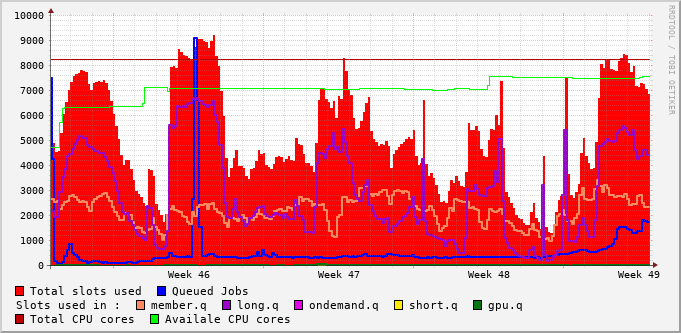 10000
9000
8000
7000
6000
5000
4000
3000
2000
1000
0
Week 46 Week 47 Week 48 Week 49
RRDTOOL / TOBI OETIKER
Total slots used Queued Jobs
Slots used in : member.q long.q ondemand.q short.q gpu.q
Total CPU cores Availale CPU cores